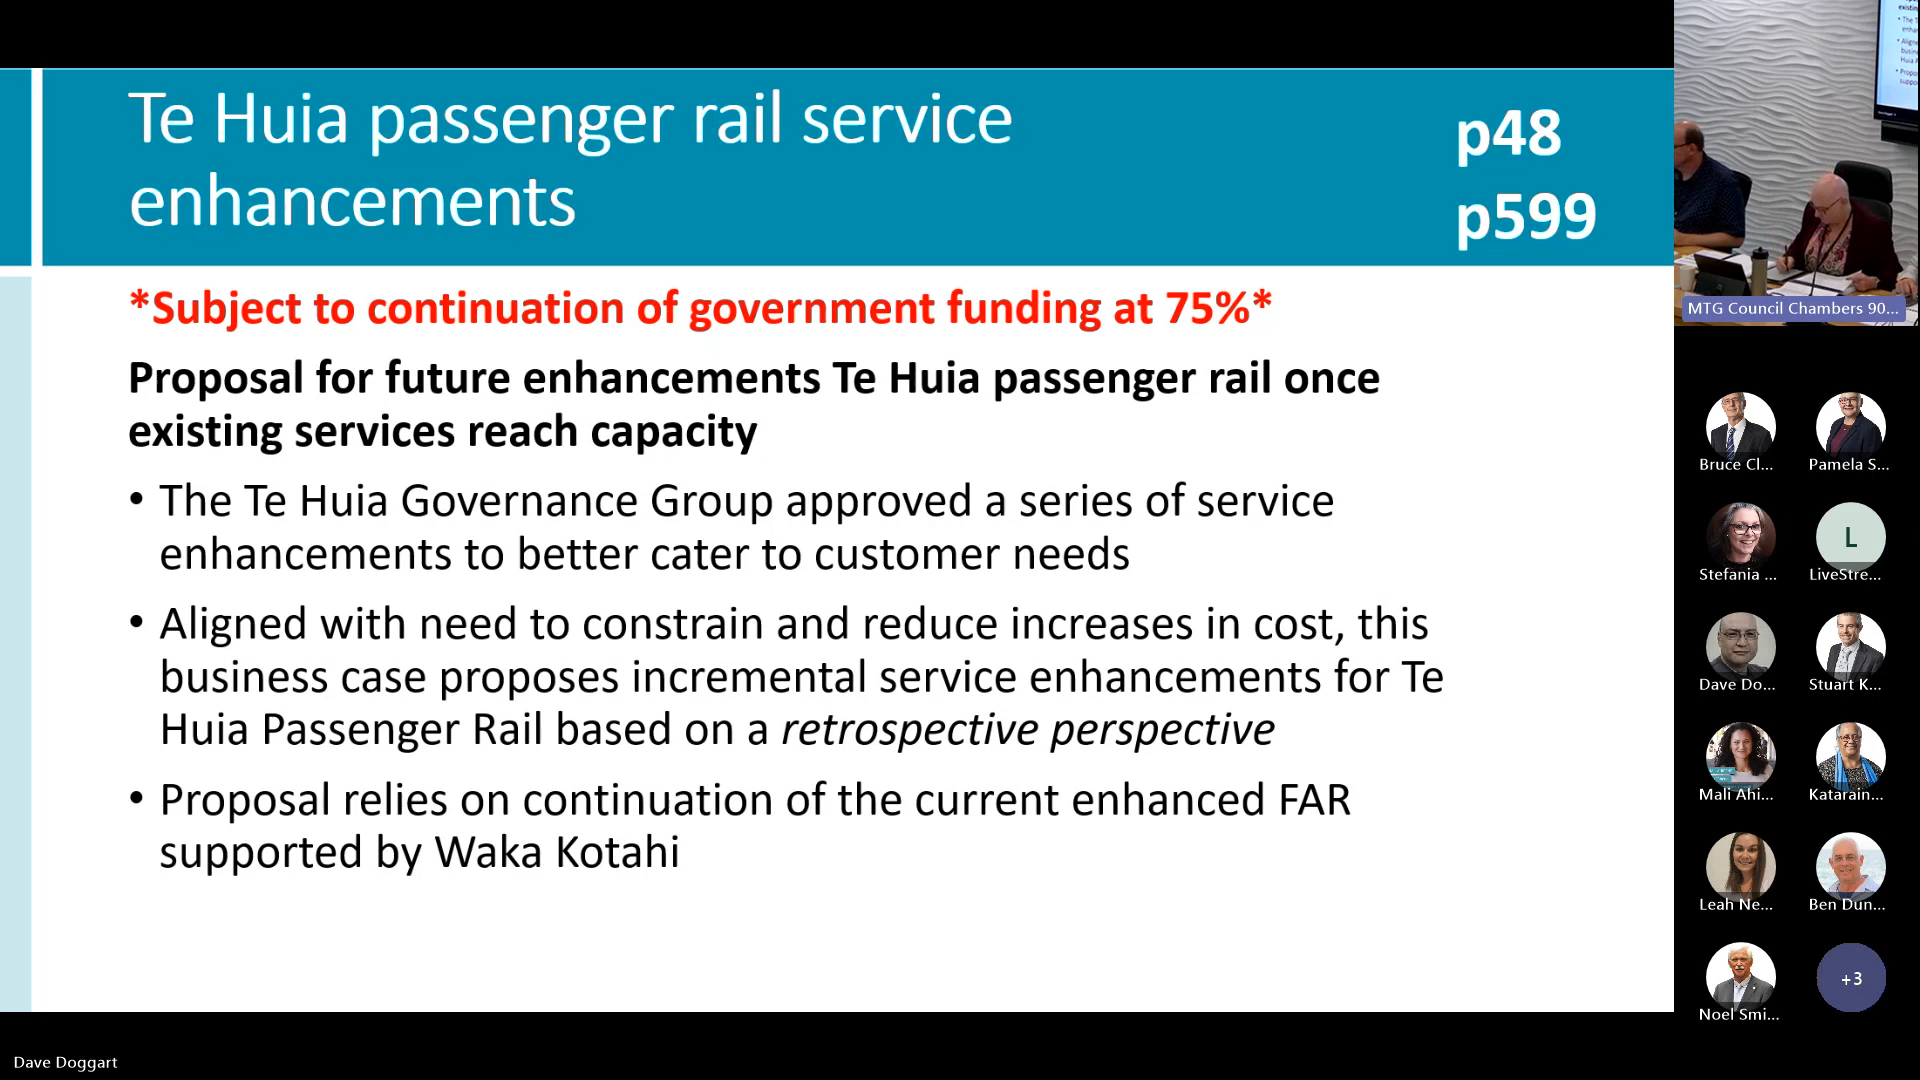 Te Huia passenger rail service
enhancements
p48
p599
*Subject to continuation of government funding at 75%*
Proposal for future enhancements Te Huia passenger rail once
existing services reach capacity
• The Te Huia Governance Group approved a series of service
enhancements to better cater to customer needs
• Aligned with need to constrain and reduce increases in cost, this
business case proposes incremental service enhancements for Te
Huia Passenger Rail based on a retrospective perspective
• Proposal relies on continuation of the current enhanced FAR
supported by Waka Kotahi
MTG Council Chambers 90...
Bruce Cl...
Pamela S...
Stefania ...
L
LiveStre...
Dave Do...
Stuart K...
Mali Ahi...
Katarain...
Leah Ne...
Ben Dun...
Noel Smi...
+3
Dave Doggart